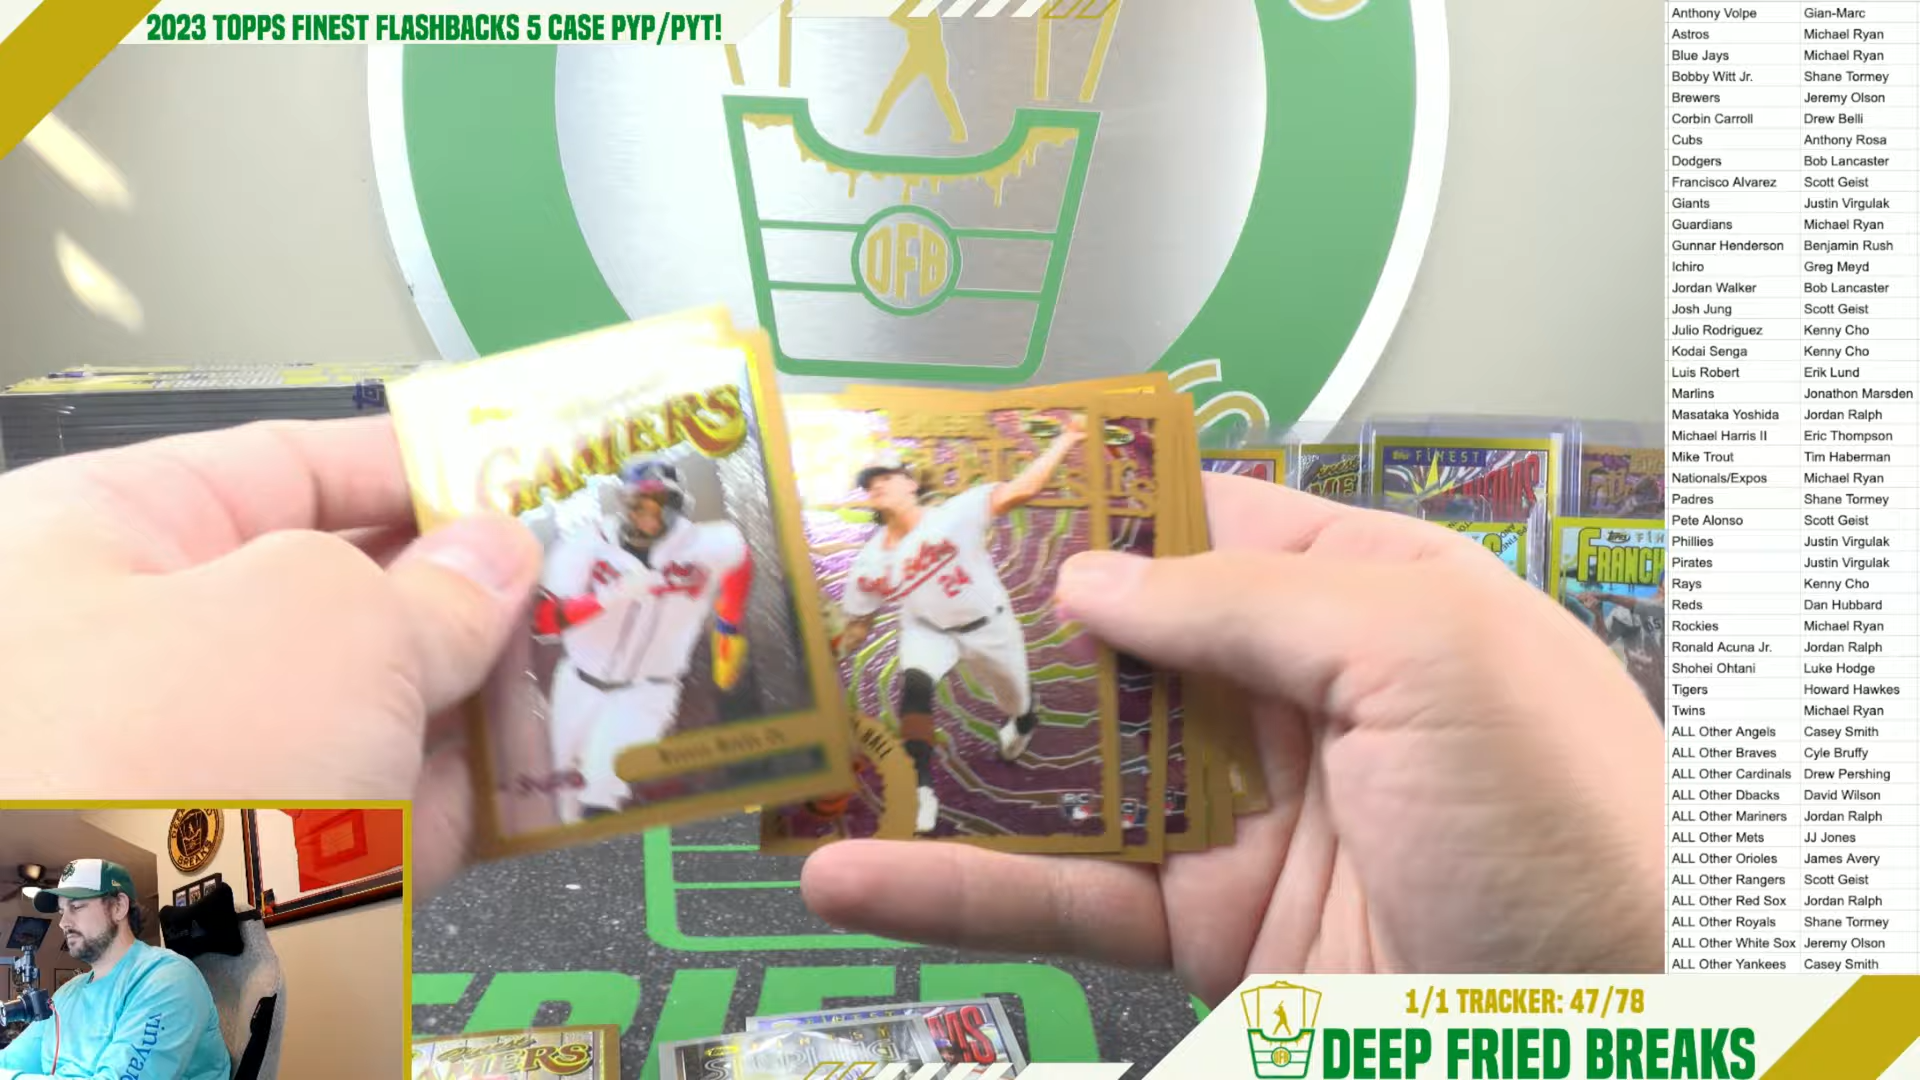 2023 TOPPS FINEST FLASHBACKS 5 CASE PYP/PYT!
Anthony Volpe Gian-Marc
Astros Michael Ryan
Blue Jays Michael Ryan
Bobby Witt Jr. Shane Tormey
Brewers Jeremy Olson
Corbin Carroll Drew Belli
Cubs Anthony Rosa
Dodgers Bob Lancaster
Francisco Alvarez Scott Geist
Giants Justin Virgulak
Guardians Michael Ryan
Gunnar Henderson Benjamin Rush
Ichiro Greg Meyd
Jordan Walker Bob Lancaster
Josh Jung Scott Geist
Julio Rodriguez Kenny Cho
Kodai Senga Kenny Cho
Luis Robert Erik Lund
Marlins Jonathon Marsden
Masataka Yoshida Jordan Ralph
Michael Harris II Eric Thompson
Mike Trout Tim Haberman
Nationals/Expos Michael Ryan
Padres Shane Tormey
Pete Alonso Scott Geist
Phillies Justin Virgulak
Pirates Justin Virgulak
Rays Kenny Cho
Reds Dan Hubbard
Rockies Michael Ryan
Ronald Acuna Jr. Jordan Ralph
Shohei Ohtani Luke Hodge
Tigers Howard Hawkes
Twins Michael Ryan
ALL Other Angels Casey Smith
ALL Other Braves Cyle Bruffy
ALL Other Cardinals Drew Pershing
ALL Other Dbacks David Wilson
ALL Other Mariners Jordan Ralph
ALL Other Mets JJ Jones
ALL Other Orioles James Avery
ALL Other Rangers Scott Geist
ALL Other Red Sox Jordan Ralph
ALL Other Royals Shane Tormey
ALL Other White Sox Jeremy Olson
ALL Other Yankees Casey Smith
DFB
GAMERS
24
HALL
FINEST
FRANCH
1/1 TRACKER: 47/78
DEEP FRIED BREAKS